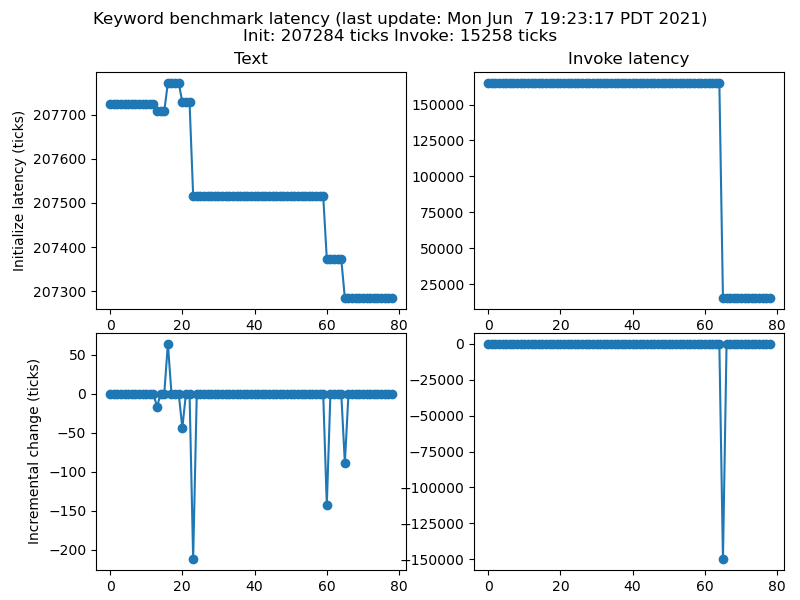 Keyword benchmark latency (last update: Mon Jun  7 19:23:17 PDT 2021)
Init: 207284 ticks Invoke: 15258 ticks
Text
Initialize latency (ticks)
207700
207600
207500
207400
207300
0 20 40 60 80
Invoke latency
150000
125000
100000
75000
50000
25000
0 20 40 60 80
Incremental change (ticks)
50
0
−50
−100
−150
−200
0 20 40 60 80
0
−25000
−50000
−75000
−100000
−125000
−150000
0 20 40 60 80